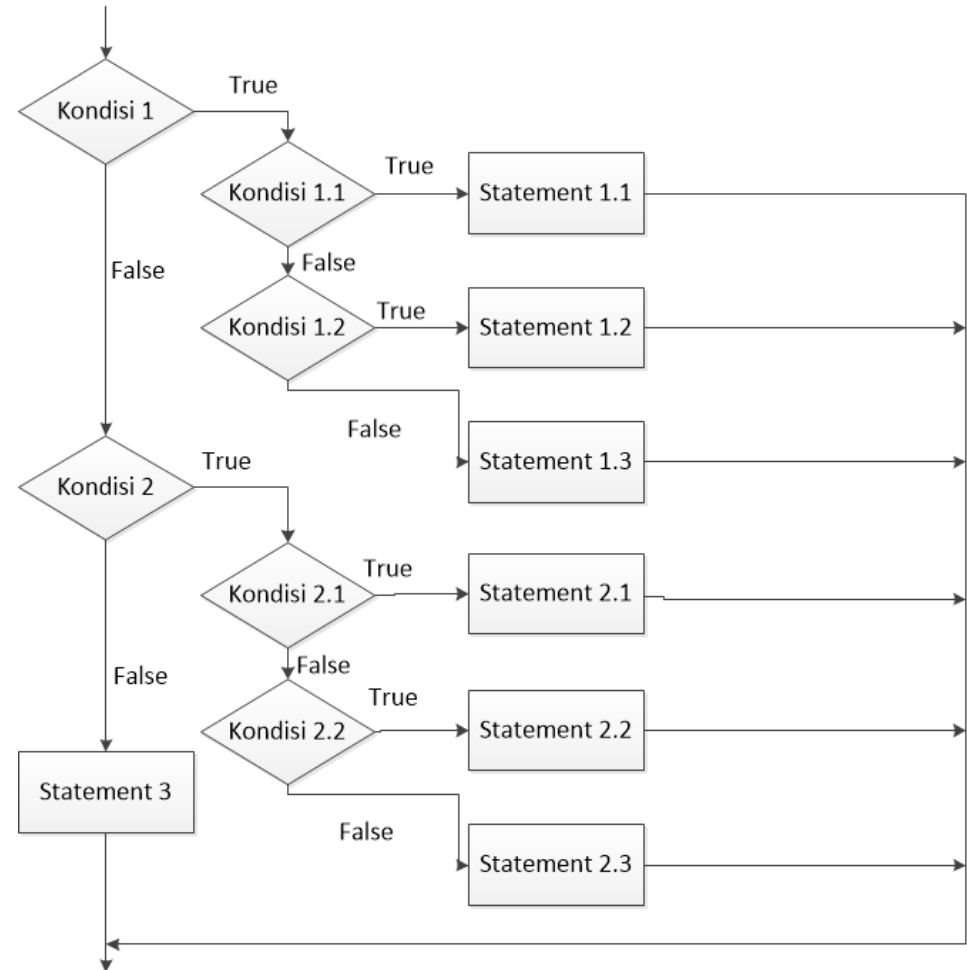 True
Kondisi 1
True
Kondisi 1.1
Statement 1.1
False
False
True
Kondisi 1.2
Statement 1.2
False
Statement 1.3
True
Kondisi 2
True
Kondisi 2.1
Statement 2.1
False
False
True
Kondisi 2.2
Statement 2.2
Statement 3
False
Statement 2.3